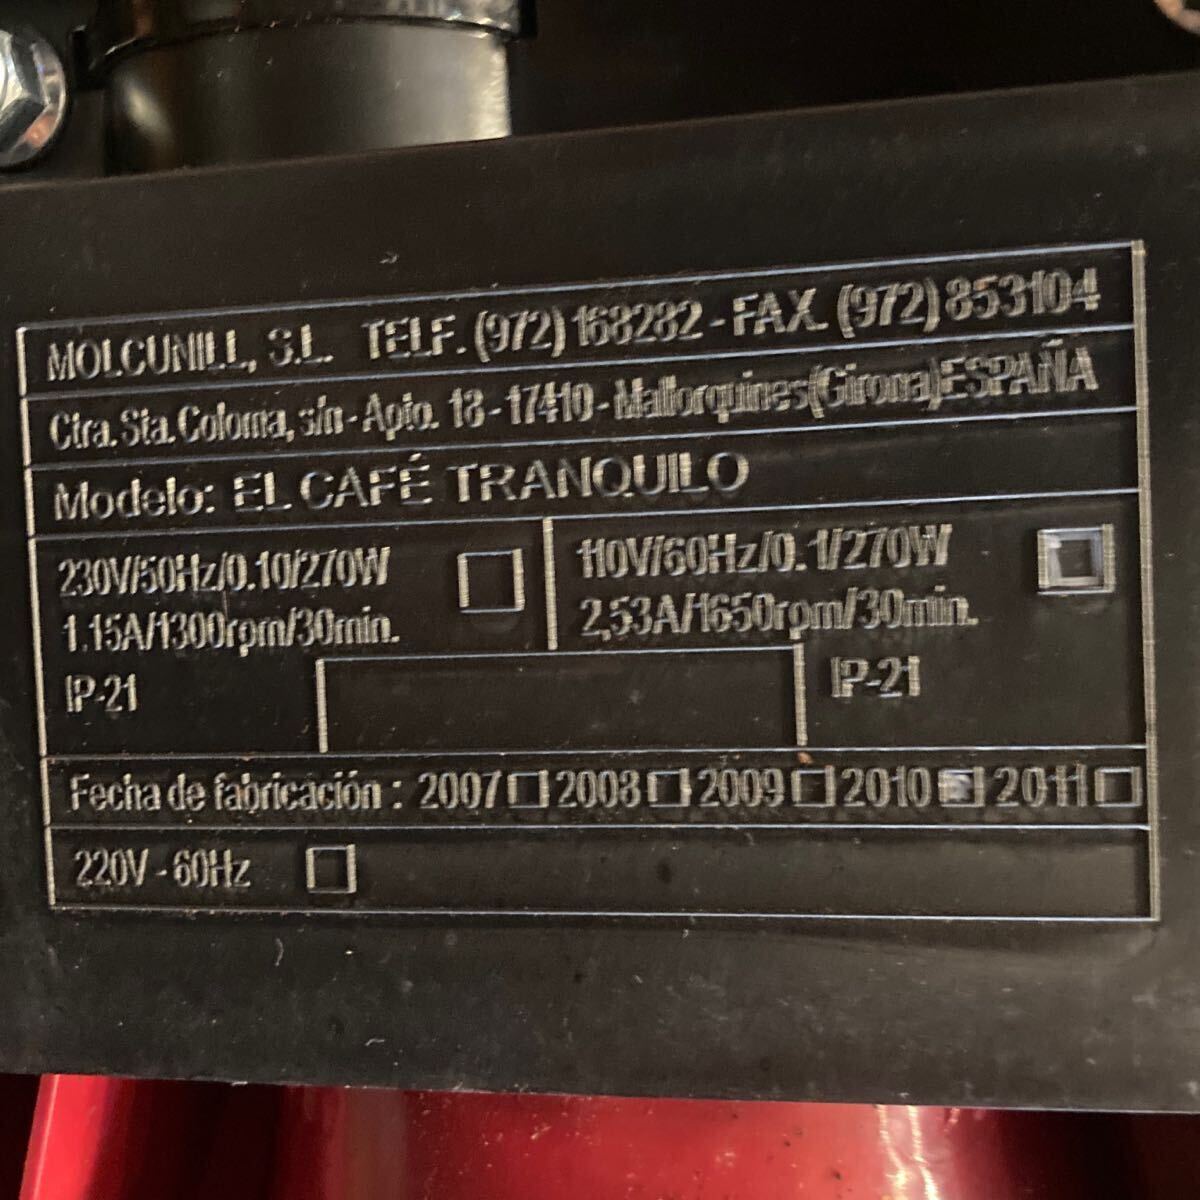 MOLCUNILL, S.L. TELF. (972) 168282 - FAX. (972) 853104
Ctra. Sta. Coloma, s/n - Apto. 18 - 17410 - Mallorquines (Girona) ESPAÑA
Modelo: EL CAFÉ TRANQUILO
230V/50Hz/0.10/270W
1.15A/1300rpm/30min.
IP-21
110V/60Hz/0.1/270W
2,53A/1650rpm/30min.
IP-21
Fecha de fabricación : 2007 2008 2009 2010 2011
220V - 60Hz